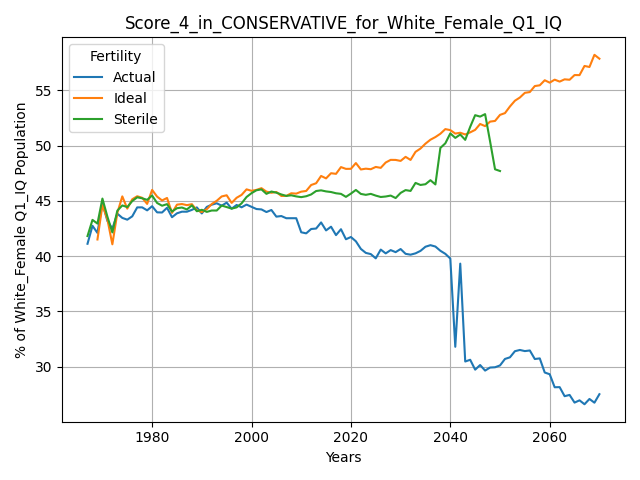 Score_4_in_CONSERVATIVE_for_White_Female_Q1_IQ
Fertility
Actual
Ideal
Sterile
% of White_Female Q1_IQ Population
55
50
45
40
35
30
1980
2000
2020
2040
2060
Years